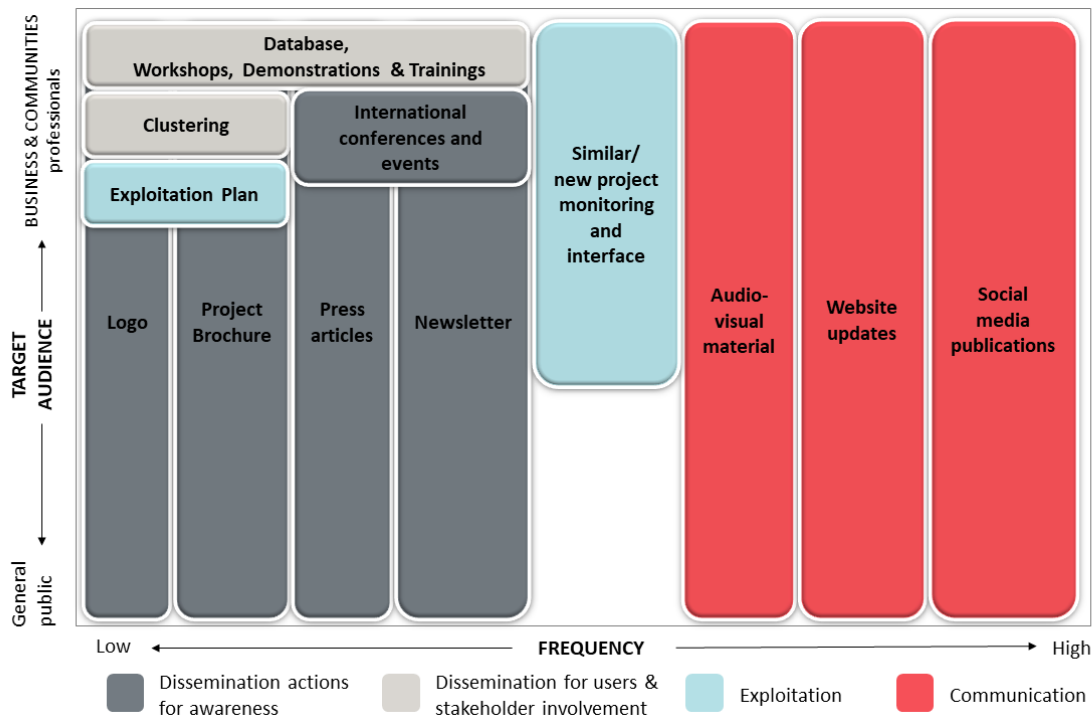 BUSINESS & COMMUNITIES
professionals
TARGET
AUDIENCE
General
public
Database,
Workshops, Demonstrations & Trainings
Clustering
International
conferences and
events
Exploitation Plan
Logo
Project
Brochure
Press
articles
Newsletter
Similar/
new project
monitoring
and
interface
Audio-
visual
material
Website
updates
Social
media
publications
Low
FREQUENCY
High
Dissemination actions
for awareness
Dissemination for users &
stakeholder involvement
Exploitation
Communication